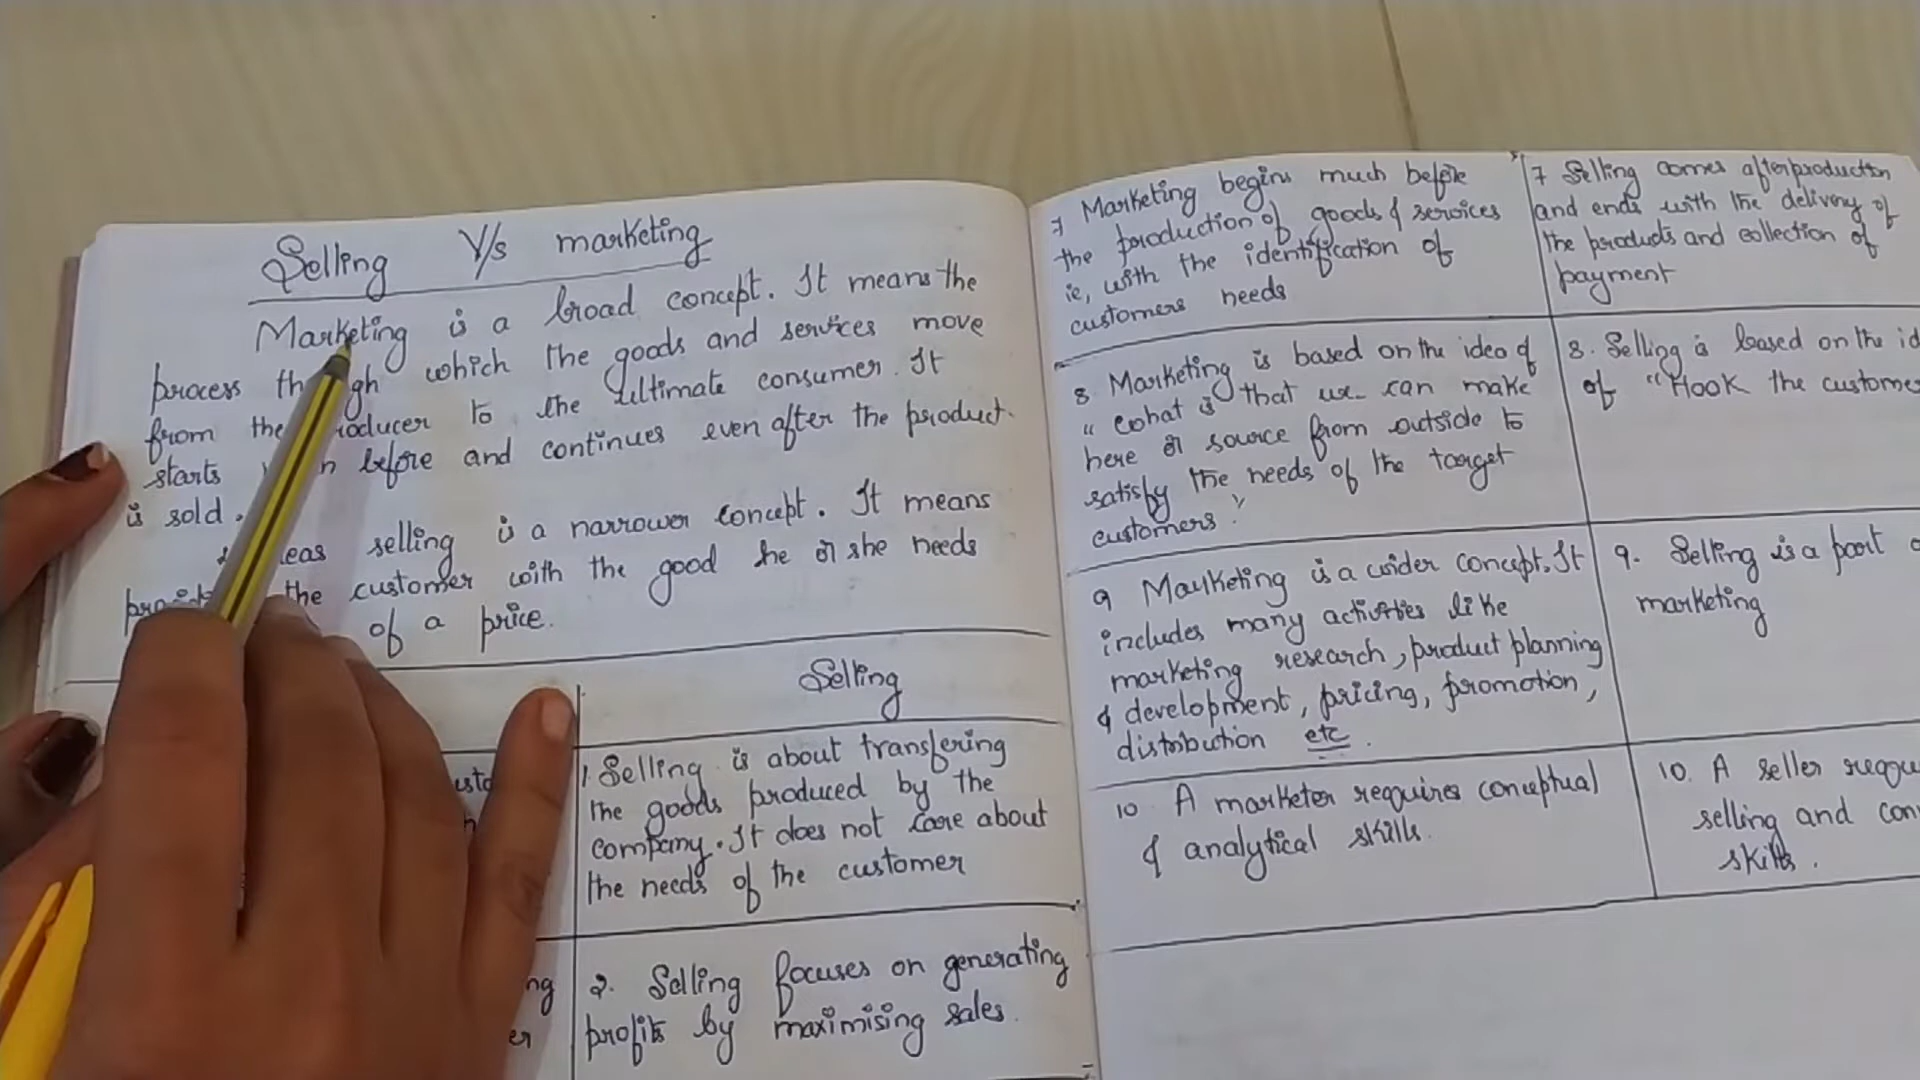 Selling V/s marketing
Marketing is a broad concept. It means the
process which the goods and services move
from the to the ultimate consumer. It
starts before and continues even after the product
is sold.
selling is a narrower concept. It means
the customer with the good he or she needs
of a price.
Selling
1. Selling is about transfering
the goods produced by the
company. It does not care about
the needs of the customer
2. Selling focuses on generating
profits by maximising sales.
7 Marketing begins much before
the production of goods & services
ie, with the identification of
customers needs
8 Marketing is based on the idea of
"what is that we can make
here or source from outside to
satisfy the needs of the target
customers."
9 Marketing is a wider concept. It
includes many activities like
marketing research, product planning
& development, pricing, promotion,
distribution etc.
10 A marketer requires conceptual
& analytical skills.
7 Selling comes after production
and ends with the delivery of
the products and collection of
payment
8. Selling is based on the
of "Hook the
9. Selling is a part
marketing
10. A seller
selling and
skills.